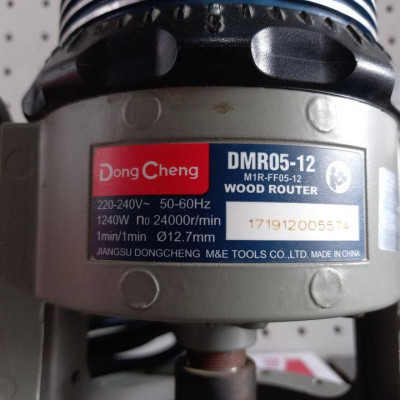 DongCheng
DMR05-12
M1R-FF05-12
WOOD ROUTER
220-240V~ 50-60Hz
1240W n0 24000r/min
1min/1min Ø12.7mm
171912005574
JIANGSU DONGCHENG M&E TOOLS CO.,LTD. MADE IN CHINA